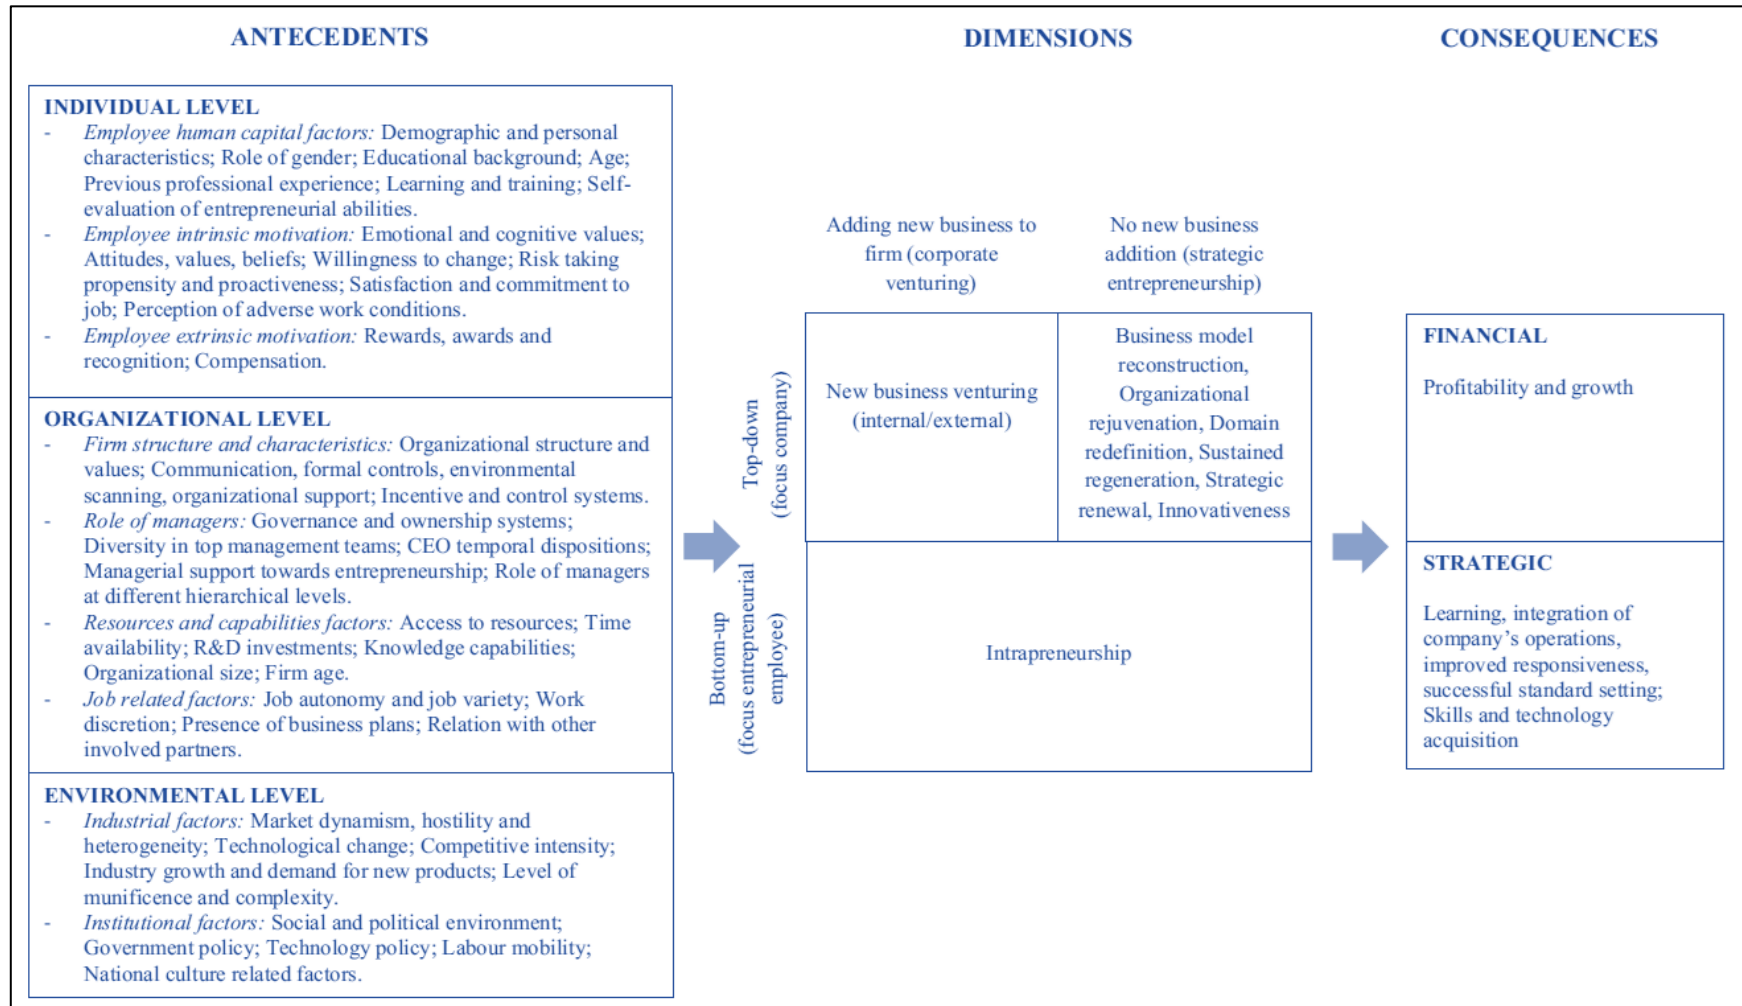 ANTECEDENTS
INDIVIDUAL LEVEL
- Employee human capital factors: Demographic and personal
characteristics; Role of gender; Educational background; Age;
Previous professional experience; Learning and training; Self-
evaluation of entrepreneurial abilities.
- Employee intrinsic motivation: Emotional and cognitive values;
Attitudes, values, beliefs; Willingness to change; Risk taking
propensity and proactiveness; Satisfaction and commitment to
job; Perception of adverse work conditions.
- Employee extrinsic motivation: Rewards, awards and
recognition; Compensation.
ORGANIZATIONAL LEVEL
- Firm structure and characteristics: Organizational structure and
values; Communication, formal controls, environmental
scanning, organizational support; Incentive and control systems.
- Role of managers: Governance and ownership systems;
Diversity in top management teams; CEO temporal dispositions;
Managerial support towards entrepreneurship; Role of managers
at different hierarchical levels.
- Resources and capabilities factors: Access to resources; Time
availability; R&D investments; Knowledge capabilities;
Organizational size; Firm age.
- Job related factors: Job autonomy and job variety; Work
discretion; Presence of business plans; Relation with other
involved partners.
ENVIRONMENTAL LEVEL
- Industrial factors: Market dynamism, hostility and
heterogeneity; Technological change; Competitive intensity;
Industry growth and demand for new products; Level of
munificence and complexity.
- Institutional factors: Social and political environment;
Government policy; Technology policy; Labour mobility;
National culture related factors.
DIMENSIONS
Adding new business to
firm (corporate
venturing)
No new business
addition (strategic
entrepreneurship)
Top-down
(focus company)
New business venturing
(internal/external)
Business model
reconstruction,
Organizational
rejuvenation, Domain
redefinition, Sustained
regeneration, Strategic
renewal, Innovativeness
Bottom-up
(focus entrepreneurial
employee)
Intrapreneurship
CONSEQUENCES
FINANCIAL
Profitability and growth
STRATEGIC
Learning, integration of
company's operations,
improved responsiveness,
successful standard setting;
Skills and technology
acquisition